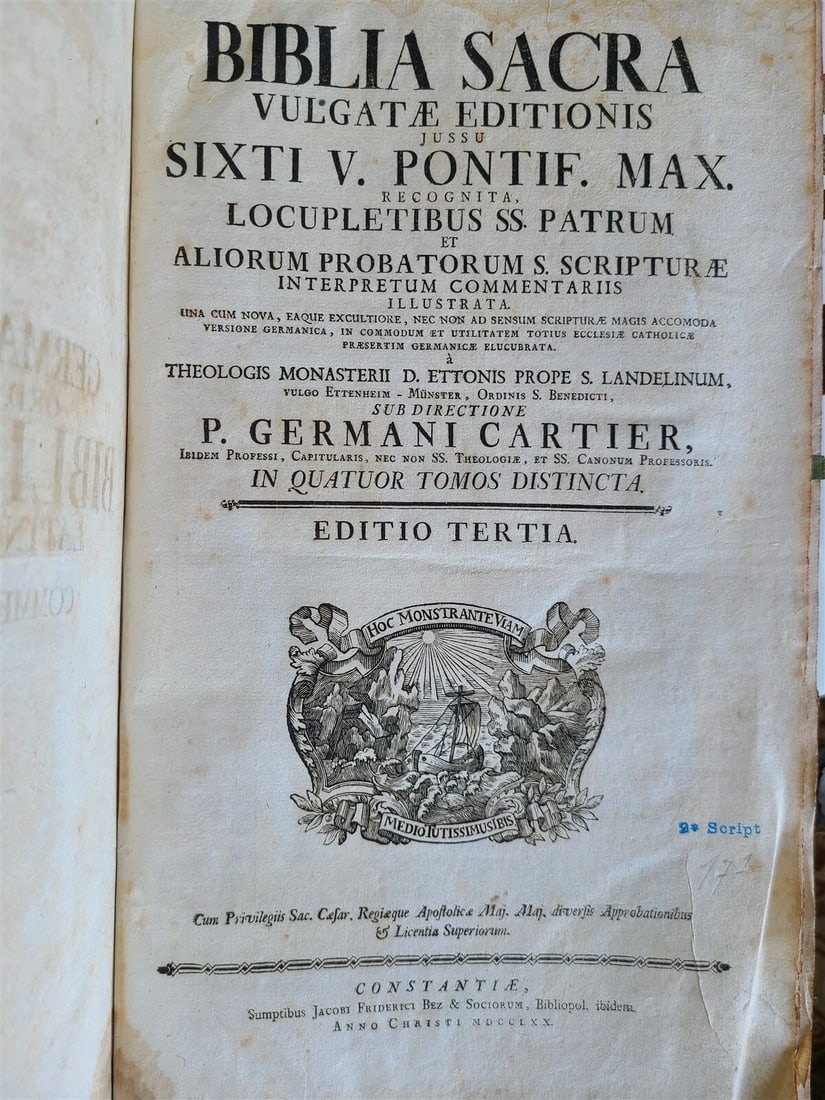 BIBLIA SACRA
VULGATÆ EDITIONIS
JUSSU
SIXTI V. PONTIF. MAX.
RECOGNITA,
LOCUPLETIBUS SS. PATRUM
ET
ALIORUM PROBATORUM S. SCRIPTURÆ
INTERPRETUM COMMENTARIIS
ILLUSTRATA.
UNA CUM NOVA, EAQUE EXCULTIORE, NEC NON AD SENSUM SCRIPTURÆ MAGIS ACCOMODA
VERSIONE GERMANICA, IN COMMODUM ET UTILITATEM TOTIUS ECCLESIÆ CATHOLICÆ
PRÆSERTIM GERMANICÆ ELUCUBRATA.
à
THEOLOGIS MONASTERII D. ETTONIS PROPE S. LANDELINUM,
VULGO ETTENHEIM-MÜNSTER, ORDINIS S. BENEDICTI,
SUB DIRECTIONE
P. GERMANI CARTIER,
IBIDEM PROFESSI, CAPITULARIS, NEC NON SS. THEOLOGIÆ, ET SS. CANONUM PROFESSORIS.
IN QUATUOR TOMOS DISTINCTA.
EDITIO TERTIA.
HOC MONSTRANTE VIAM
MEDIO TUTISSIMUS IBIS
2* Script
171
Cum Privilegiis Sac. Cæſar. Regiæque Apoſtolicæ Maj. Maj. diverſis Approbationibus
& Licentia Superiorum.
CONSTANTIÆ,
Sumptibus JACOBI FRIDERICI BEZ & SOCIORUM, Bibliopol. ibidem.
ANNO CHRISTI MDCCLXX.